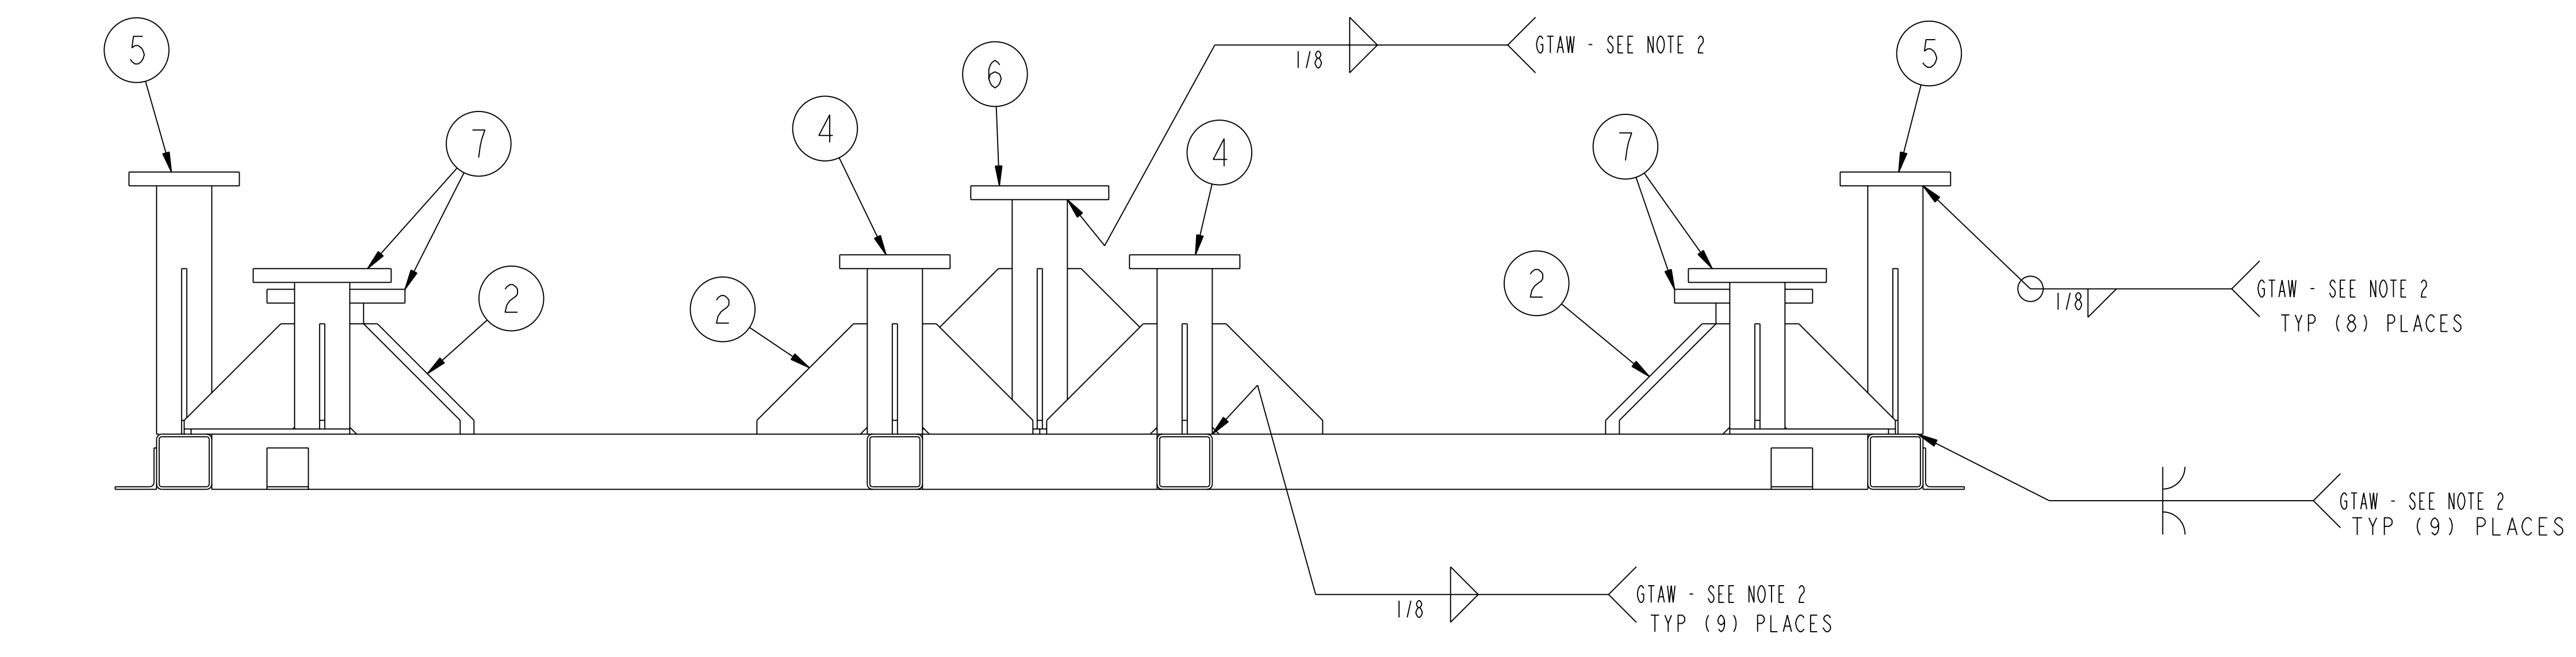 5
6
1/8
GTAW - SEE NOTE 2
5
7
4
4
7
2
2
2
1/8
GTAW - SEE NOTE 2
TYP (8) PLACES
GTAW - SEE NOTE 2
TYP (9) PLACES
1/8
GTAW - SEE NOTE 2
TYP (9) PLACES